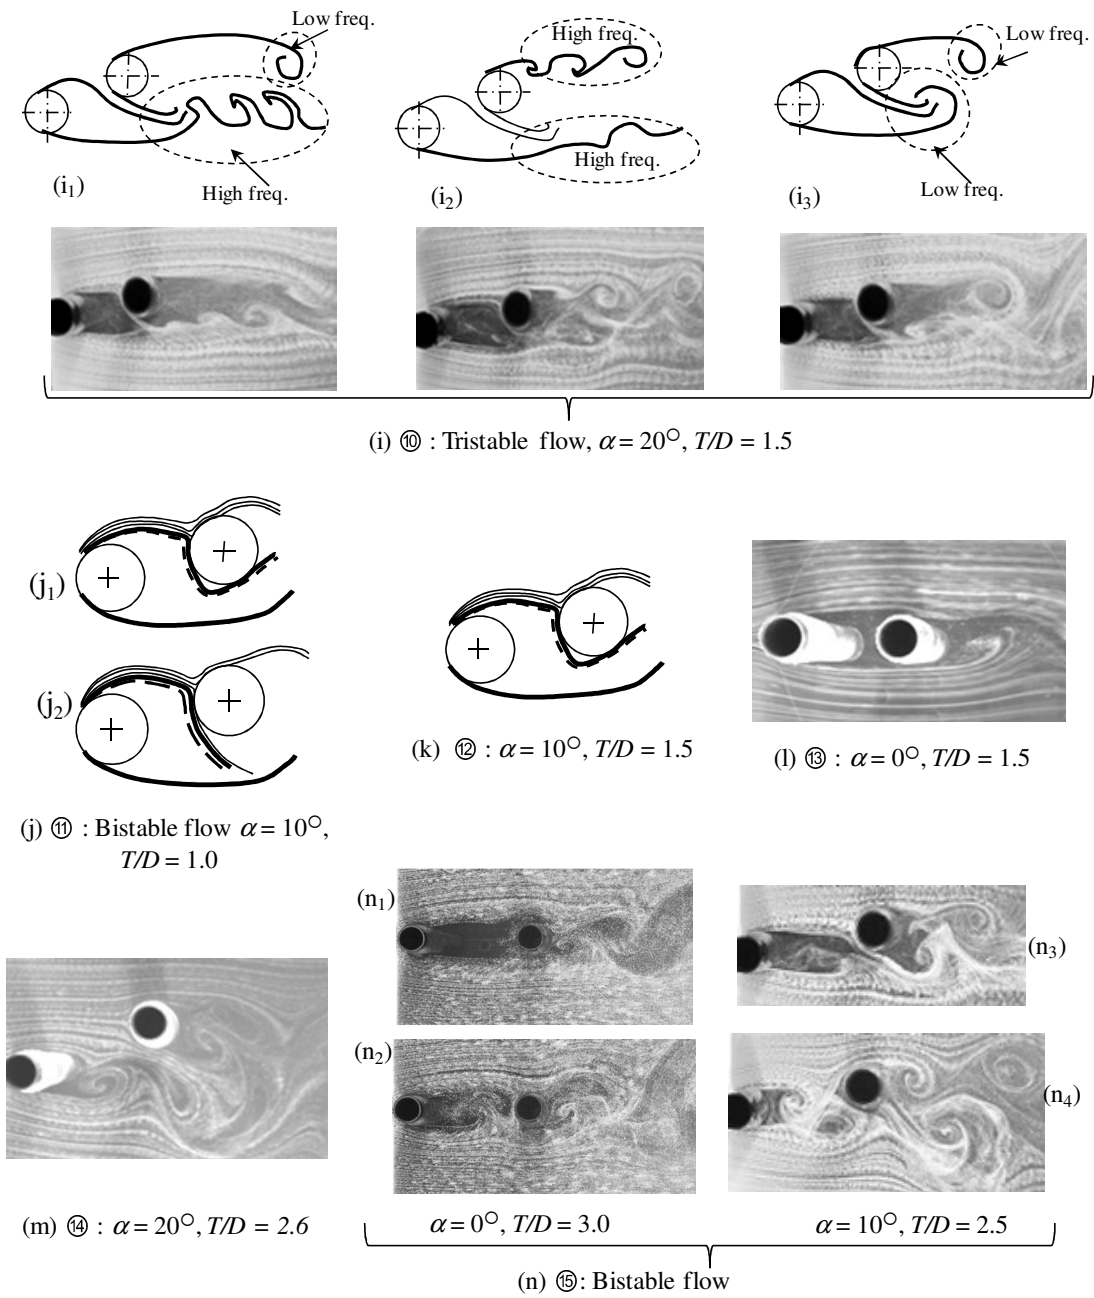 Low freq.
High freq.
Low freq.
High freq.
High freq.
High freq.
Low freq.
(i₁)
(i₂)
(i₃)
(i) ⑩ : Tristable flow, α = 20°, T/D = 1.5
(j₁)
(j₂)
(k) ⑫ : α = 10°, T/D = 1.5
(l) ⑬ : α = 0°, T/D = 1.5
(j) ⑪ : Bistable flow α = 10°,
T/D = 1.0
(n₁)
(n₃)
(n₂)
(n₄)
(m) ⑭ : α = 20°, T/D = 2.6
α = 0°, T/D = 3.0
α = 10°, T/D = 2.5
(n) ⑮: Bistable flow